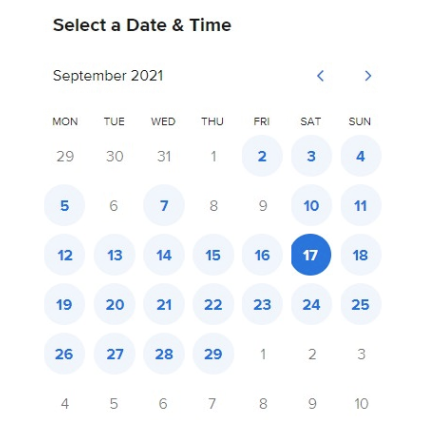 Select a Date & Time
September 2021
MON TUE WED THU FRI SAT SUN
29 30 31 1 2 3 4
5 6 7 8 9 10 11
12 13 14 15 16 17 18
19 20 21 22 23 24 25
26 27 28 29 1 2 3
4 5 6 7 8 9 10